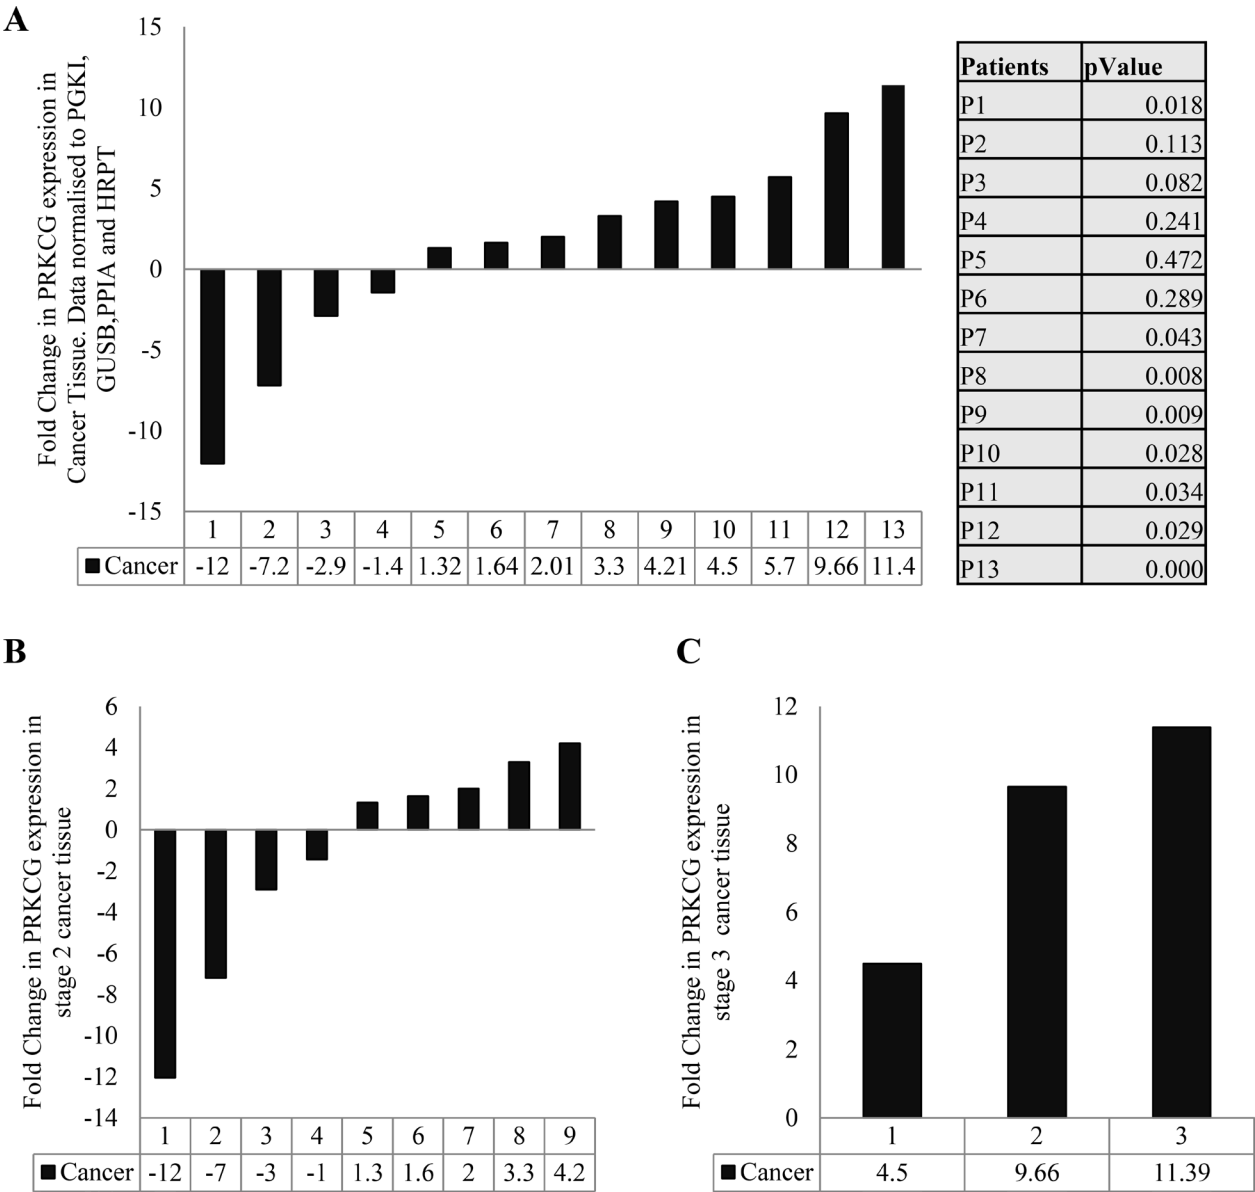 A
Fold Change in PRKCG expression in
Cancer Tissue. Data normalised to PGKI,
GUSB,PPIA and HRPT
15
10
5
0
-5
-10
-15
1 2 3 4 5 6 7 8 9 10 11 12 13
Cancer -12 -7.2 -2.9 -1.4 1.32 1.64 2.01 3.3 4.21 4.5 5.7 9.66 11.4
Patients pValue
P1 0.018
P2 0.113
P3 0.082
P4 0.241
P5 0.472
P6 0.289
P7 0.043
P8 0.008
P9 0.009
P10 0.028
P11 0.034
P12 0.029
P13 0.000
B
Fold Change in PRKCG expression in
stage 2 cancer tissue
6
4
2
0
-2
-4
-6
-8
-10
-12
-14
1 2 3 4 5 6 7 8 9
Cancer -12 -7 -3 -1 1.3 1.6 2 3.3 4.2
C
Fold Change in PRKCG expression in
stage 3 cancer tissue
12
10
8
6
4
2
0
1 2 3
Cancer 4.5 9.66 11.39